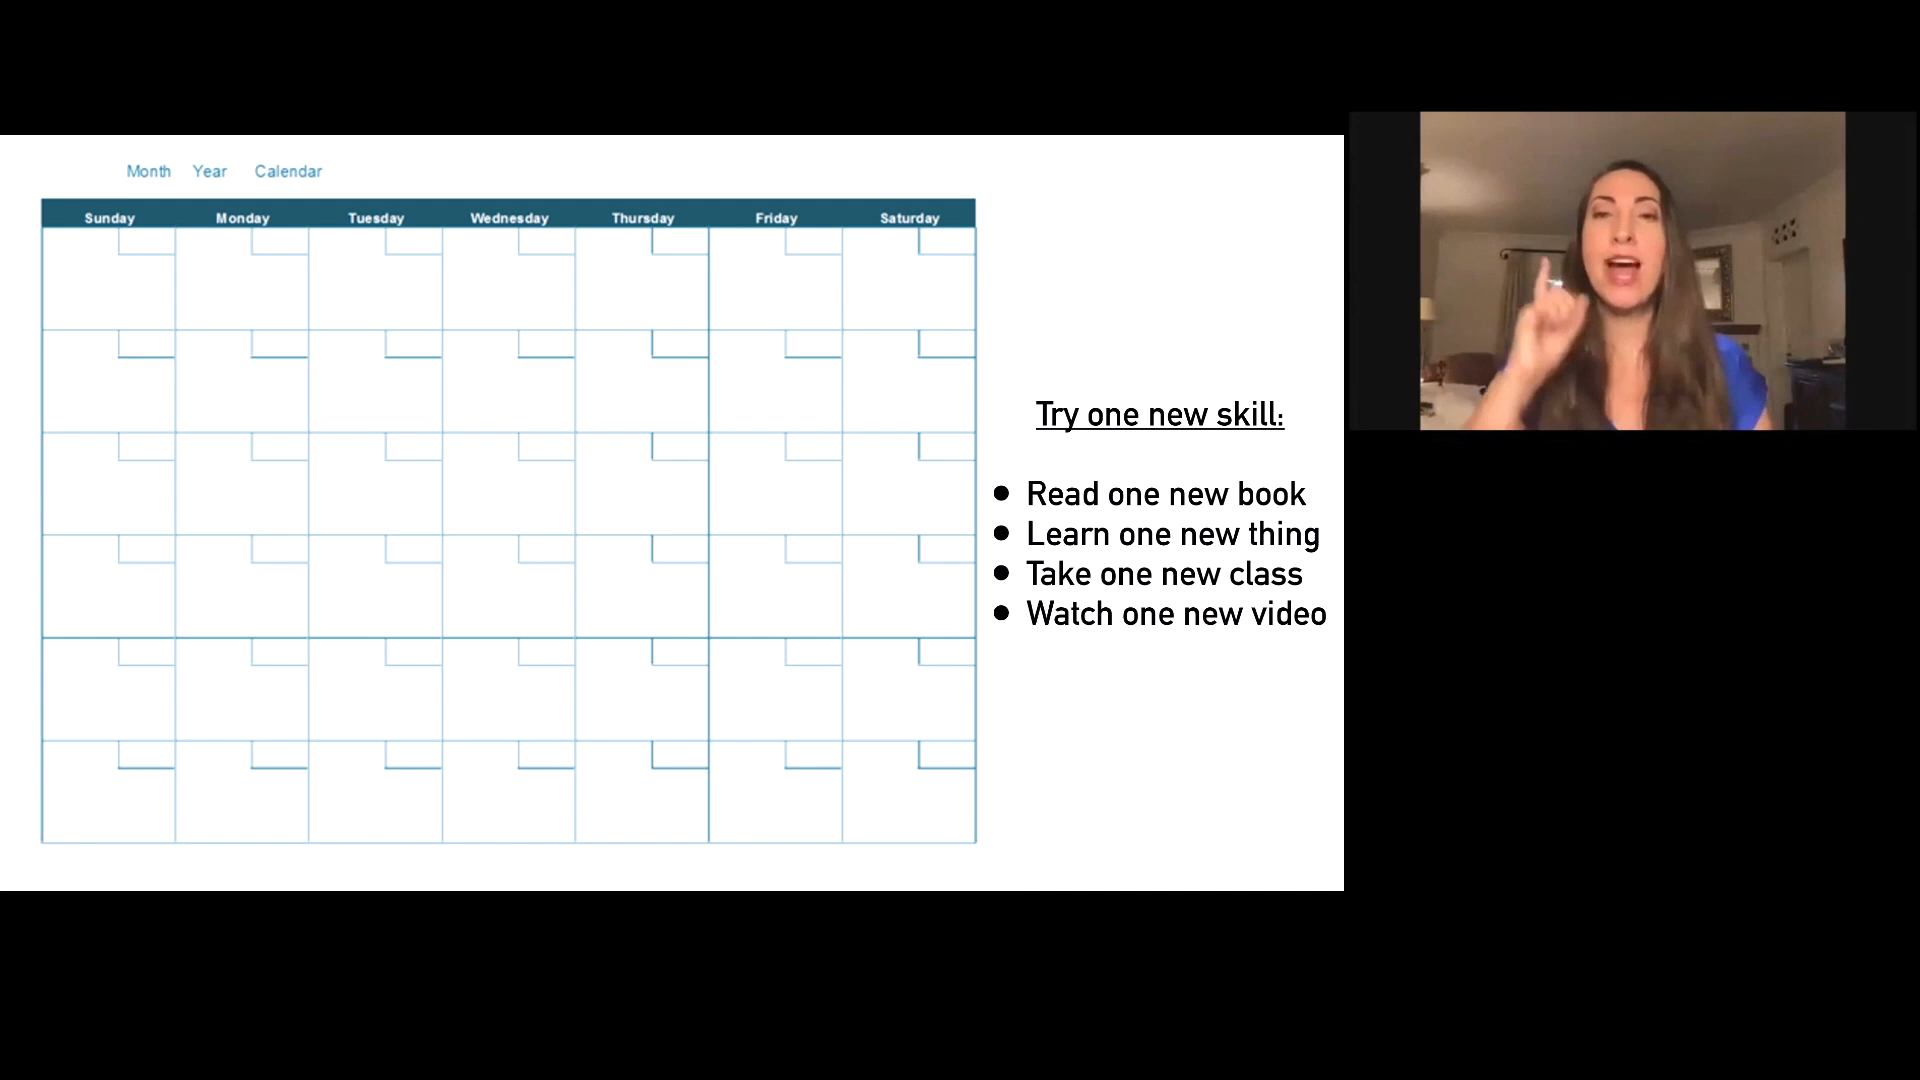 Month Year Calendar
Sunday Monday Tuesday Wednesday Thursday Friday Saturday
Try one new skill:
● Read one new book
● Learn one new thing
● Take one new class
● Watch one new video